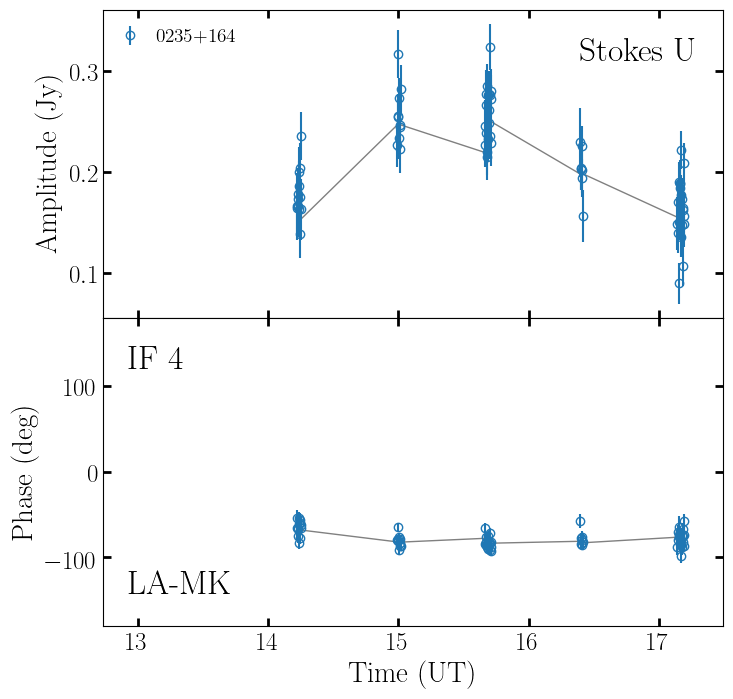 0235+164
Stokes U
Amplitude (Jy)
0.3
0.2
0.1
IF 4
Phase (deg)
100
0
−100
LA-MK
13 14 15 16 17
Time (UT)